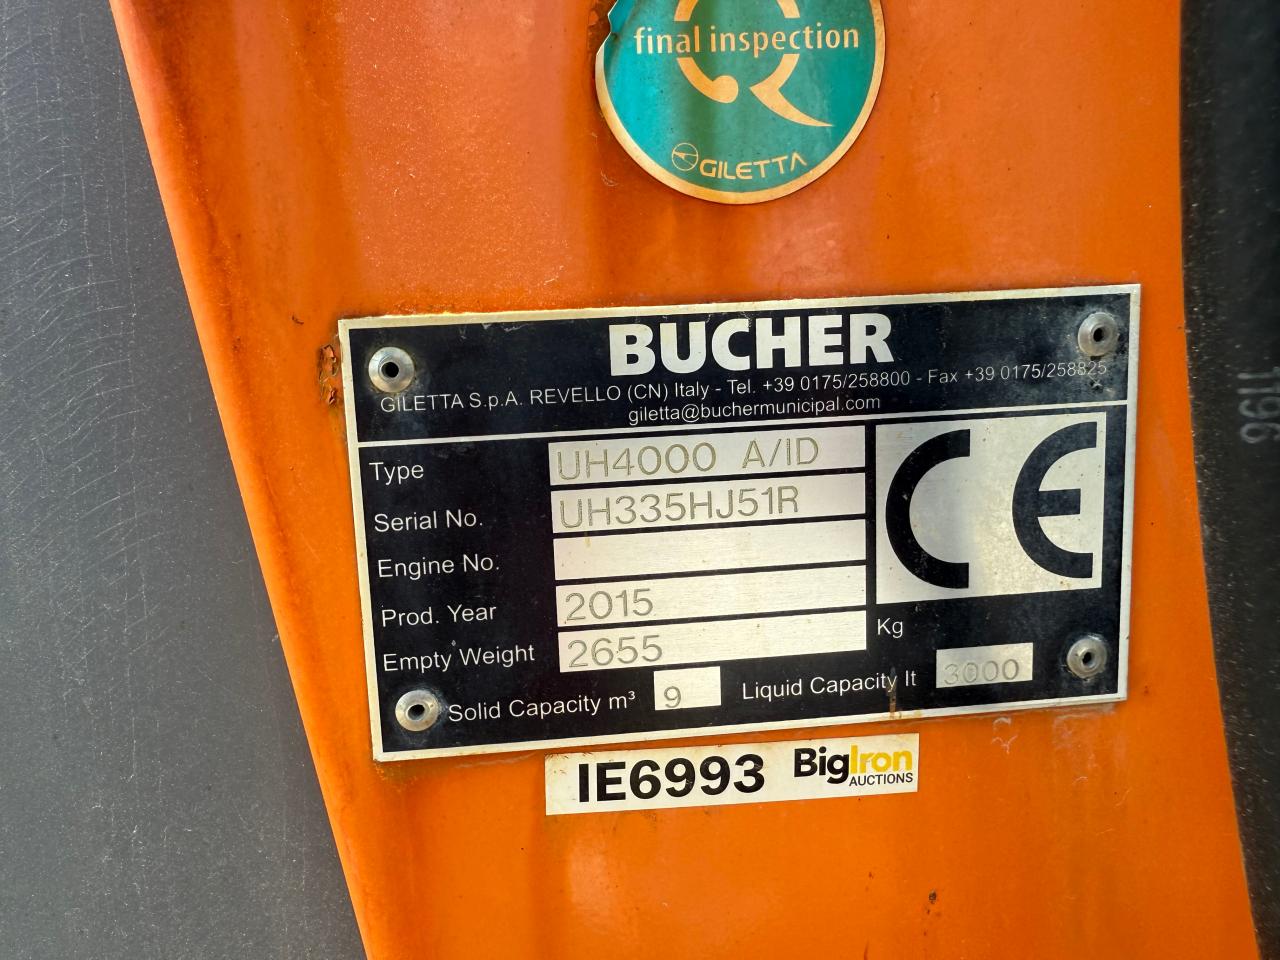 final inspection
GILETTA
BUCHER
GILETTA S.p.A. REVELLO (CN) Italy - Tel. +39 0175/258800 - Fax +39 0175/258825
giletta@buchermunicipal.com
Type UH4000 A/ID
Serial No. UH335HJ51R
Engine No.
Prod. Year 2015
Empty Weight 2655 Kg
Solid Capacity m³ 9 Liquid Capacity lt 3000
CE
IE6993 BigIron AUCTIONS
1196